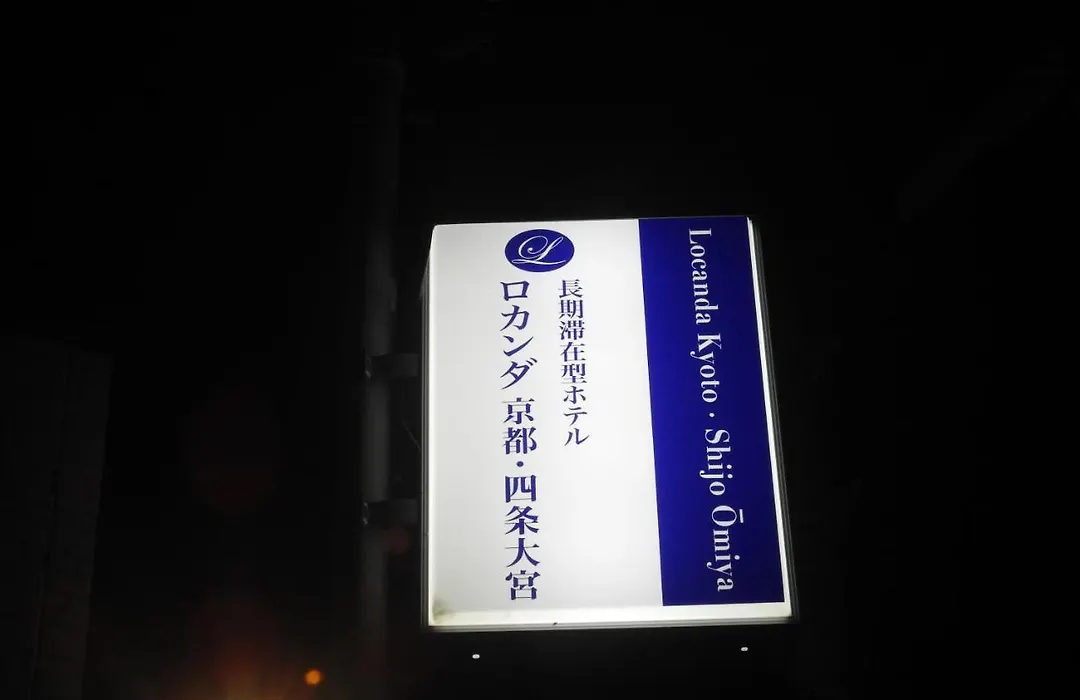 Locanda Kyoto · Shijo Ōmiya
L
長期滞在型ホテル
ロカンダ 京都・四条大宮